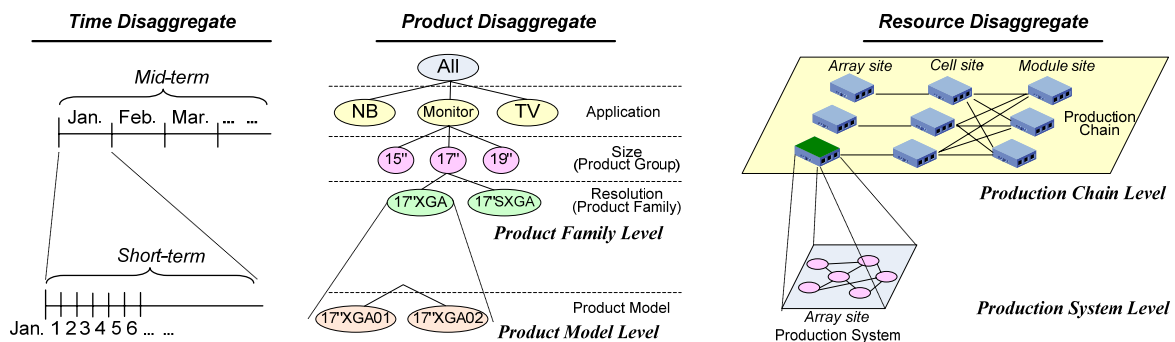 Time Disaggregate
Mid-term
Jan. Feb. Mar. ... ...
Short-term
Jan. 1 2 3 4 5 6 ... ...
Product Disaggregate
All
NB Monitor TV
Application
15" 17" 19"
Size
(Product Group)
17"XGA 17"SXGA
Resolution
(Product Family)
Product Family Level
Product Model
17"XGA01 17"XGA02
Product Model Level
Resource Disaggregate
Array site Cell site Module site
Production
Chain
Production Chain Level
Production System Level
Array site
Production System